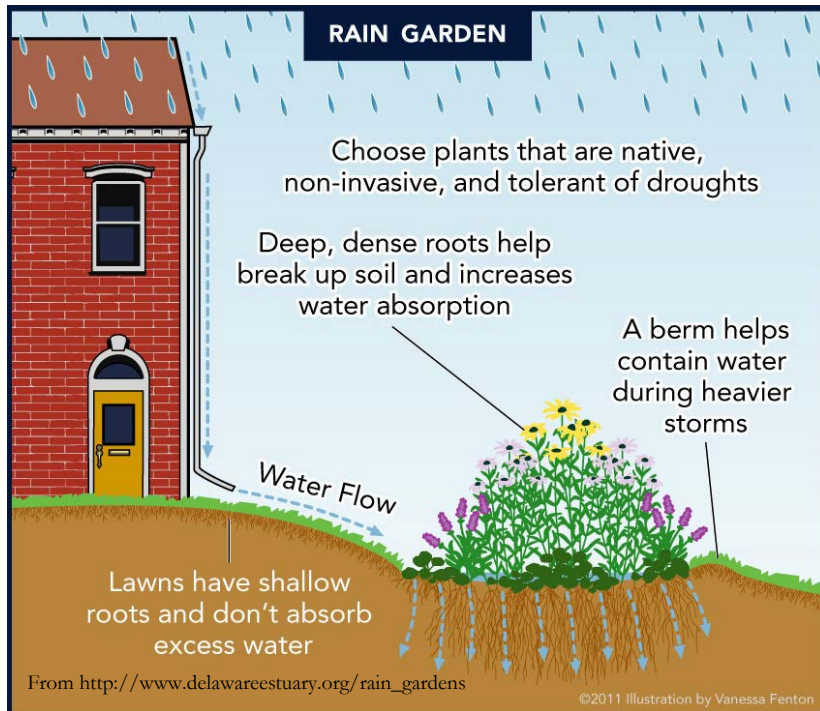 RAIN GARDEN
Choose plants that are native,
non-invasive, and tolerant of droughts
Deep, dense roots help
break up soil and increases
water absorption
A berm helps
contain water
during heavier
storms
Water Flow
Lawns have shallow
roots and don't absorb
excess water
From http://www.delawareestuary.org/rain_gardens
©2011 Illustration by Vanessa Fenton